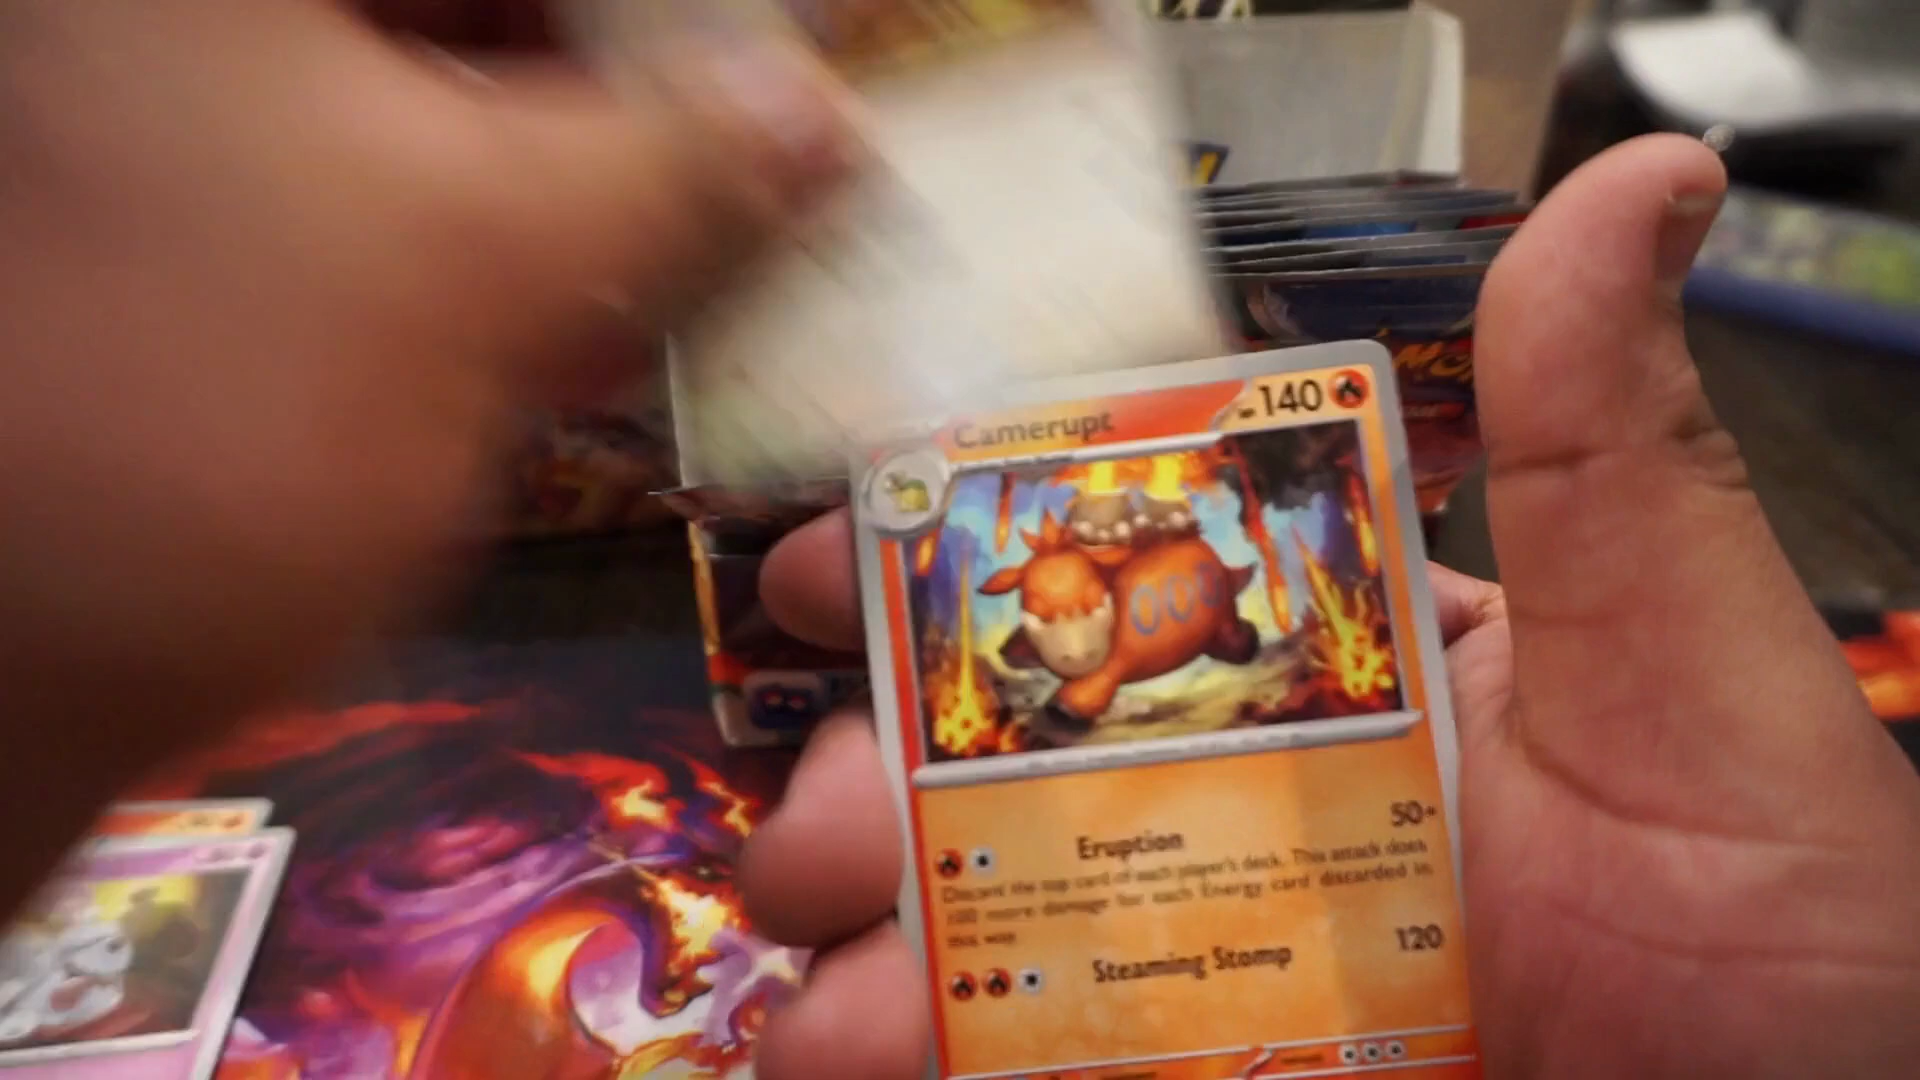 Camerupt
140
Eruption
50+
Discard the top card of each player's deck. This attack does
100 more damage for each Energy card discarded in
this way.
Steaming Stomp
120